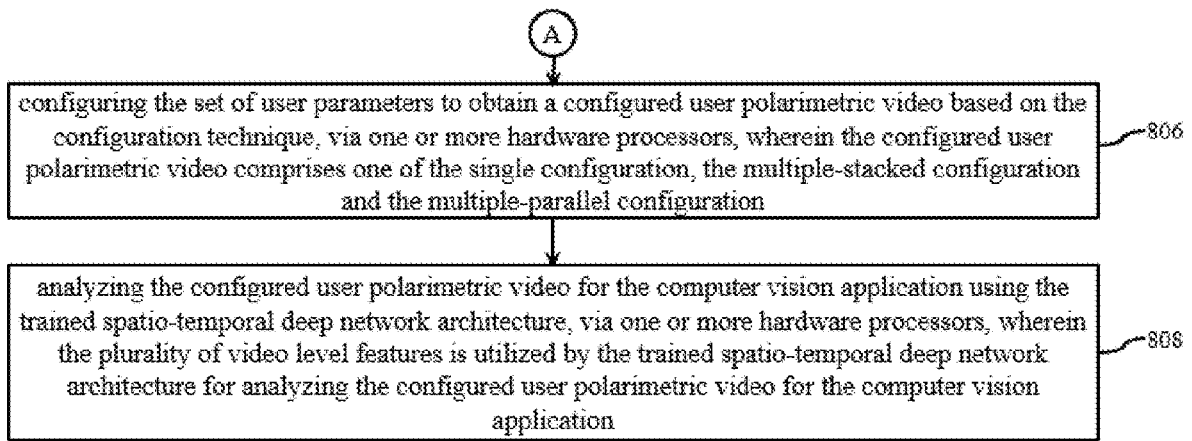 A
configuring the set of user parameters to obtain a configured user polarimetric video based on the
configuration technique, via one or more hardware processors, wherein the configured user
polarimetric video comprises one of the single configuration, the multiple-stacked configuration
and the multiple-parallel configuration
806
analyzing the configured user polarimetric video for the computer vision application using the
trained spatio-temporal deep network architecture, via one or more hardware processors, wherein
the plurality of video level features is utilized by the trained spatio-temporal deep network
architecture for analyzing the configured user polarimetric video for the computer vision
application
808